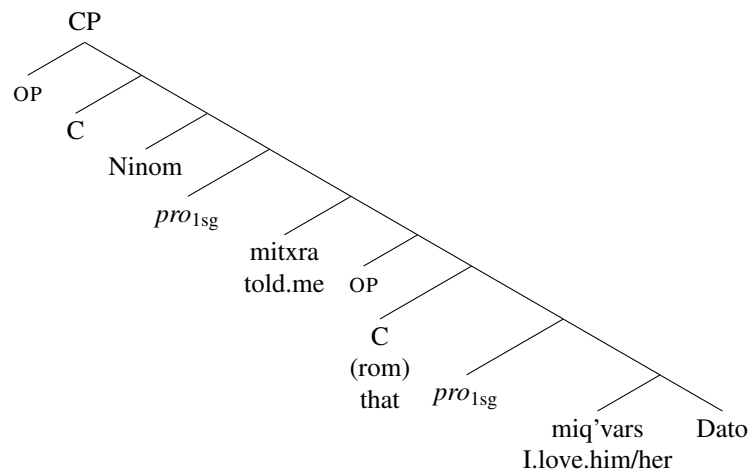 CP
OP
C
Ninom
pro1sg
mitxra
told.me
OP
C
(rom)
that
pro1sg
miq'vars
I.love.him/her
Dato